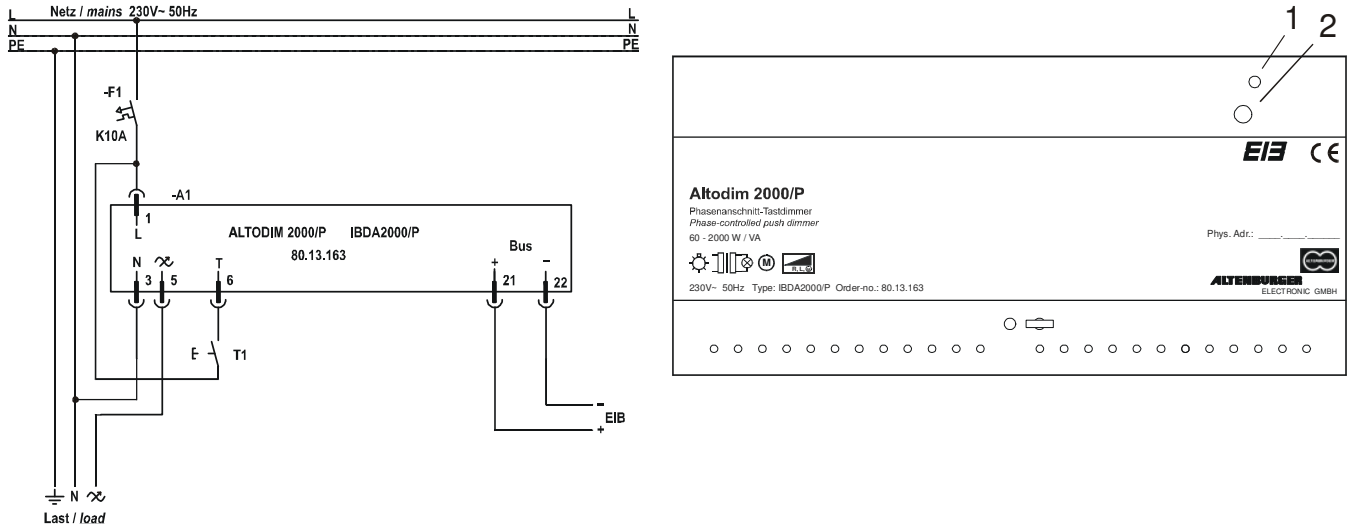 L Netz / mains 230V~ 50Hz L
N N
PE PE
-F1
K10A
-A1
1
L
ALTODIM 2000/P IBDA2000/P
80.13.163
Bus
N T + -
3 5 6 21 22
T1
-
EIB
+
N
Last / load
1
2
EIB CE
Altodim 2000/P
Phasenanschnitt-Tastdimmer
Phase-controlled push dimmer
60 - 2000 W / VA
Phys. Adr.: ____.____.______
M
R, L, C
ALTENBURGER
ALTENBURGER
ELECTRONIC GMBH
230V~ 50Hz Type: IBDA2000/P Order-no.: 80.13.163